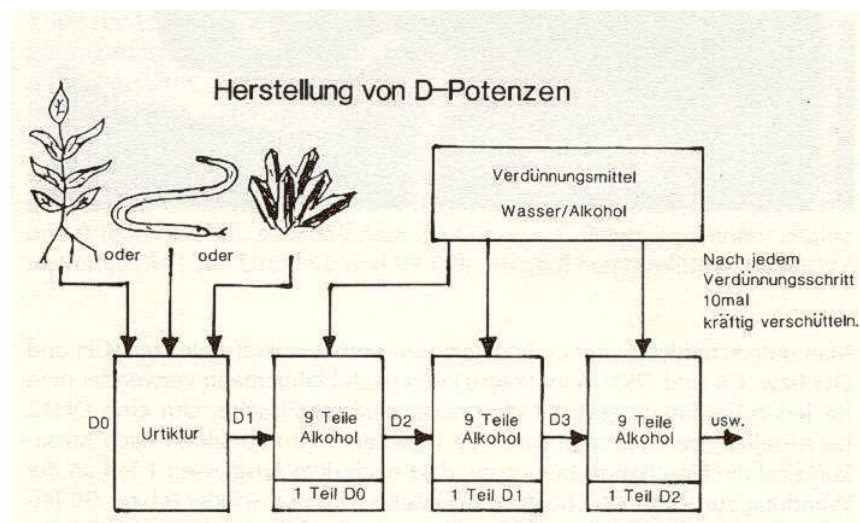 Herstellung von D-Potenzen
Verdünnungsmittel
Wasser/Alkohol
oder
oder
Nach jedem
Verdünnungsschritt
10mal
kräftig verschütteln.
D0
Urtiktur
D1
9 Teile
Alkohol
1 Teil D0
D2
9 Teile
Alkohol
1 Teil D1
D3
9 Teile
Alkohol
1 Teil D2
usw.